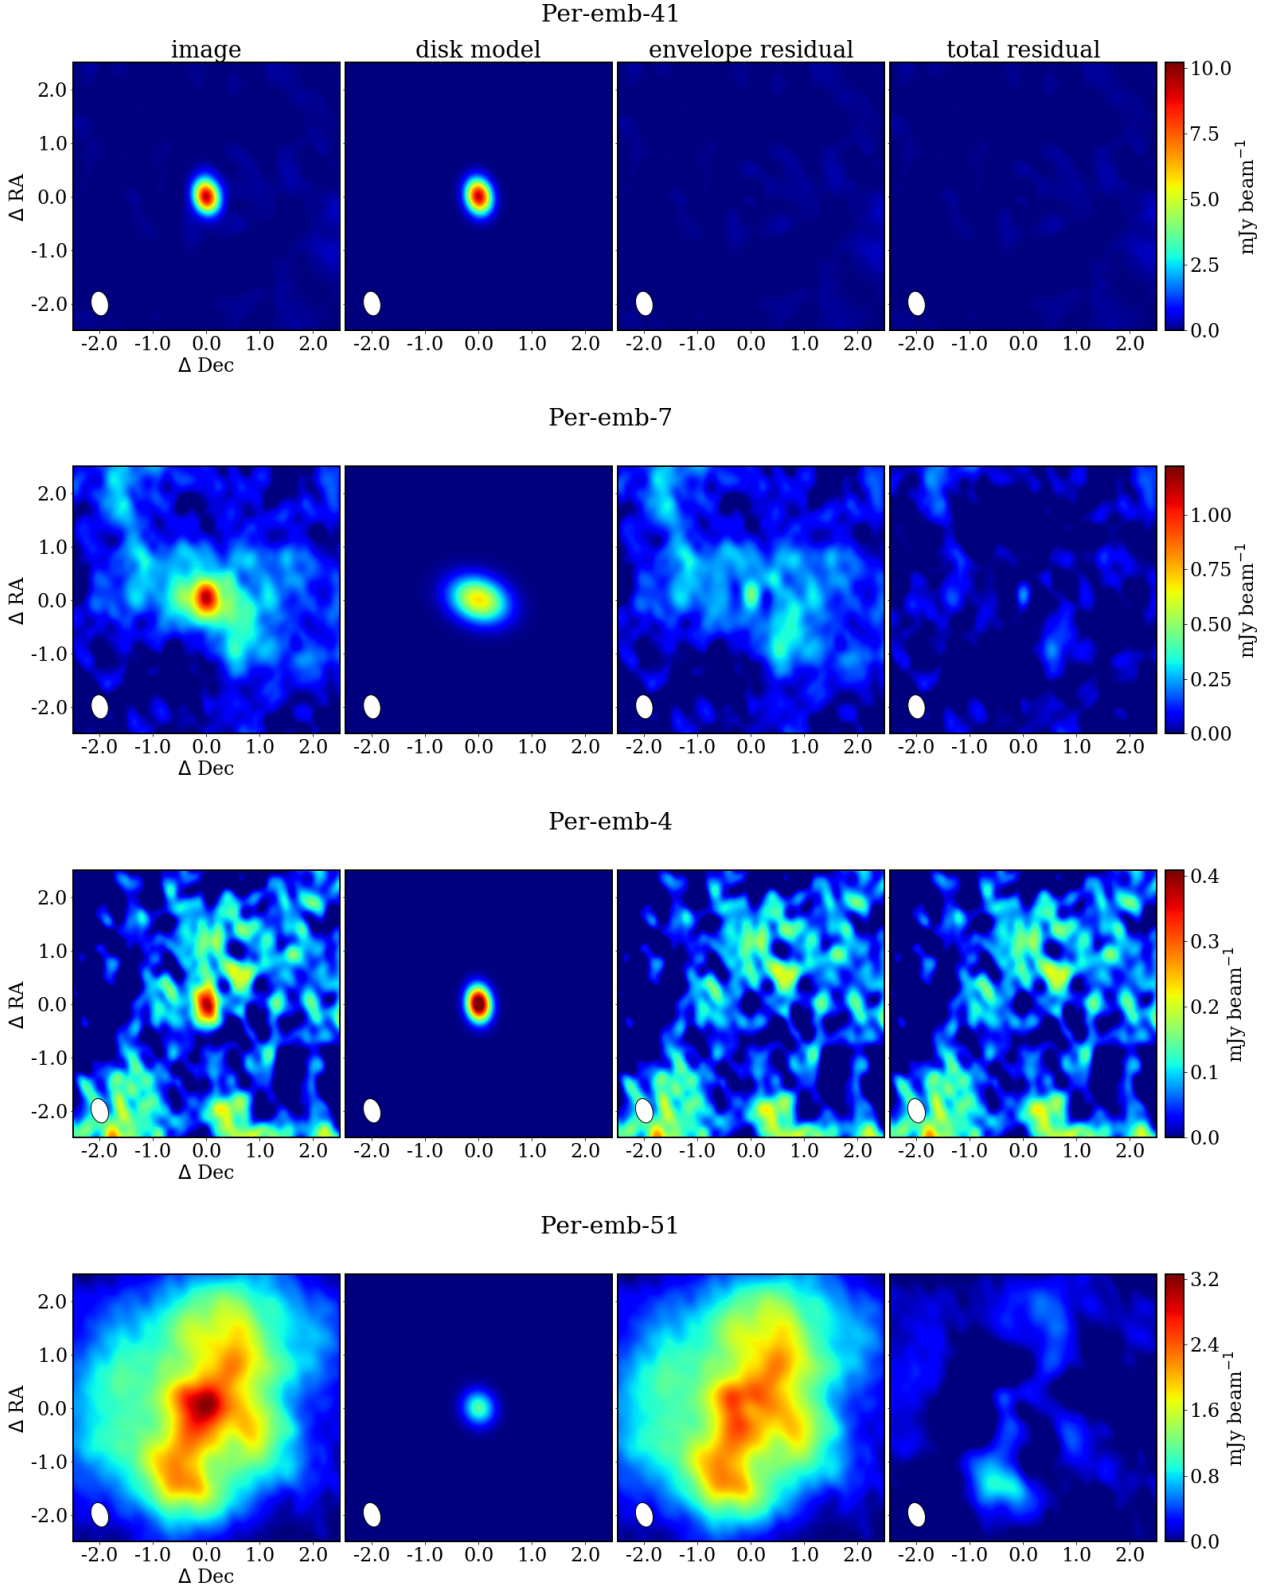 Per-emb-41
image disk model envelope residual total residual
2.0
1.0
0.0
-1.0
-2.0
Δ RA
-2.0 -1.0 0.0 1.0 2.0 -2.0 -1.0 0.0 1.0 2.0 -2.0 -1.0 0.0 1.0 2.0 -2.0 -1.0 0.0 1.0 2.0
Δ Dec
10.0
7.5
5.0
2.5
0.0
mJy beam⁻¹
Per-emb-7
2.0
1.0
0.0
-1.0
-2.0
Δ RA
-2.0 -1.0 0.0 1.0 2.0 -2.0 -1.0 0.0 1.0 2.0 -2.0 -1.0 0.0 1.0 2.0 -2.0 -1.0 0.0 1.0 2.0
Δ Dec
1.00
0.75
0.50
0.25
0.00
mJy beam⁻¹
Per-emb-4
2.0
1.0
0.0
-1.0
-2.0
Δ RA
-2.0 -1.0 0.0 1.0 2.0 -2.0 -1.0 0.0 1.0 2.0 -2.0 -1.0 0.0 1.0 2.0 -2.0 -1.0 0.0 1.0 2.0
Δ Dec
0.4
0.3
0.2
0.1
0.0
mJy beam⁻¹
Per-emb-51
2.0
1.0
0.0
-1.0
-2.0
Δ RA
-2.0 -1.0 0.0 1.0 2.0 -2.0 -1.0 0.0 1.0 2.0 -2.0 -1.0 0.0 1.0 2.0 -2.0 -1.0 0.0 1.0 2.0
Δ Dec
3.2
2.4
1.6
0.8
0.0
mJy beam⁻¹